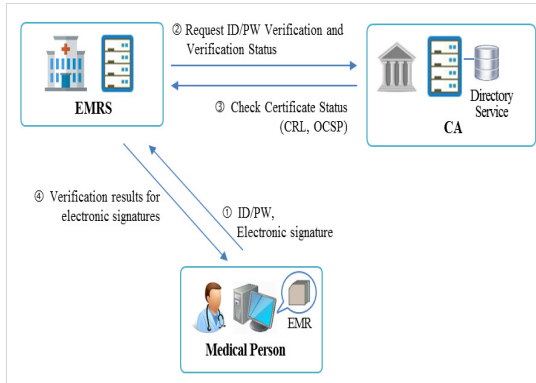 ② Request ID/PW Verification and
Verification Status
EMRS
③ Check Certificate Status
(CRL, OCSP)
Directory
Service
CA
④ Verification results for
electronic signatures
① ID/PW,
Electronic signature
EMR
Medical Person